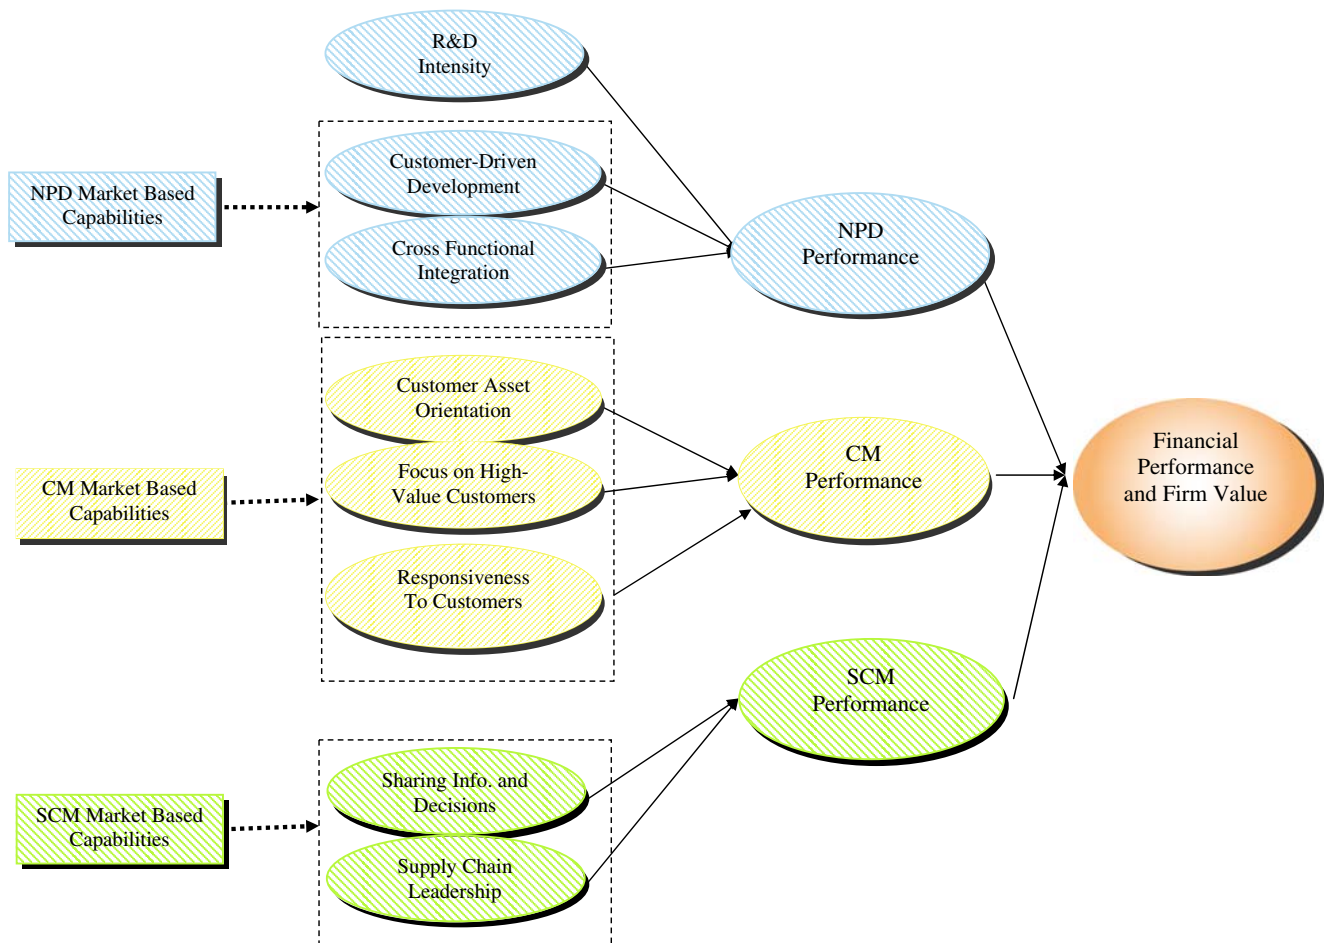 R&D
Intensity
NPD Market Based
Capabilities
Customer-Driven
Development
Cross Functional
Integration
NPD
Performance
CM Market Based
Capabilities
Customer Asset
Orientation
Focus on High-
Value Customers
Responsiveness
To Customers
CM
Performance
Financial
Performance
and Firm Value
SCM Market Based
Capabilities
Sharing Info. and
Decisions
Supply Chain
Leadership
SCM
Performance